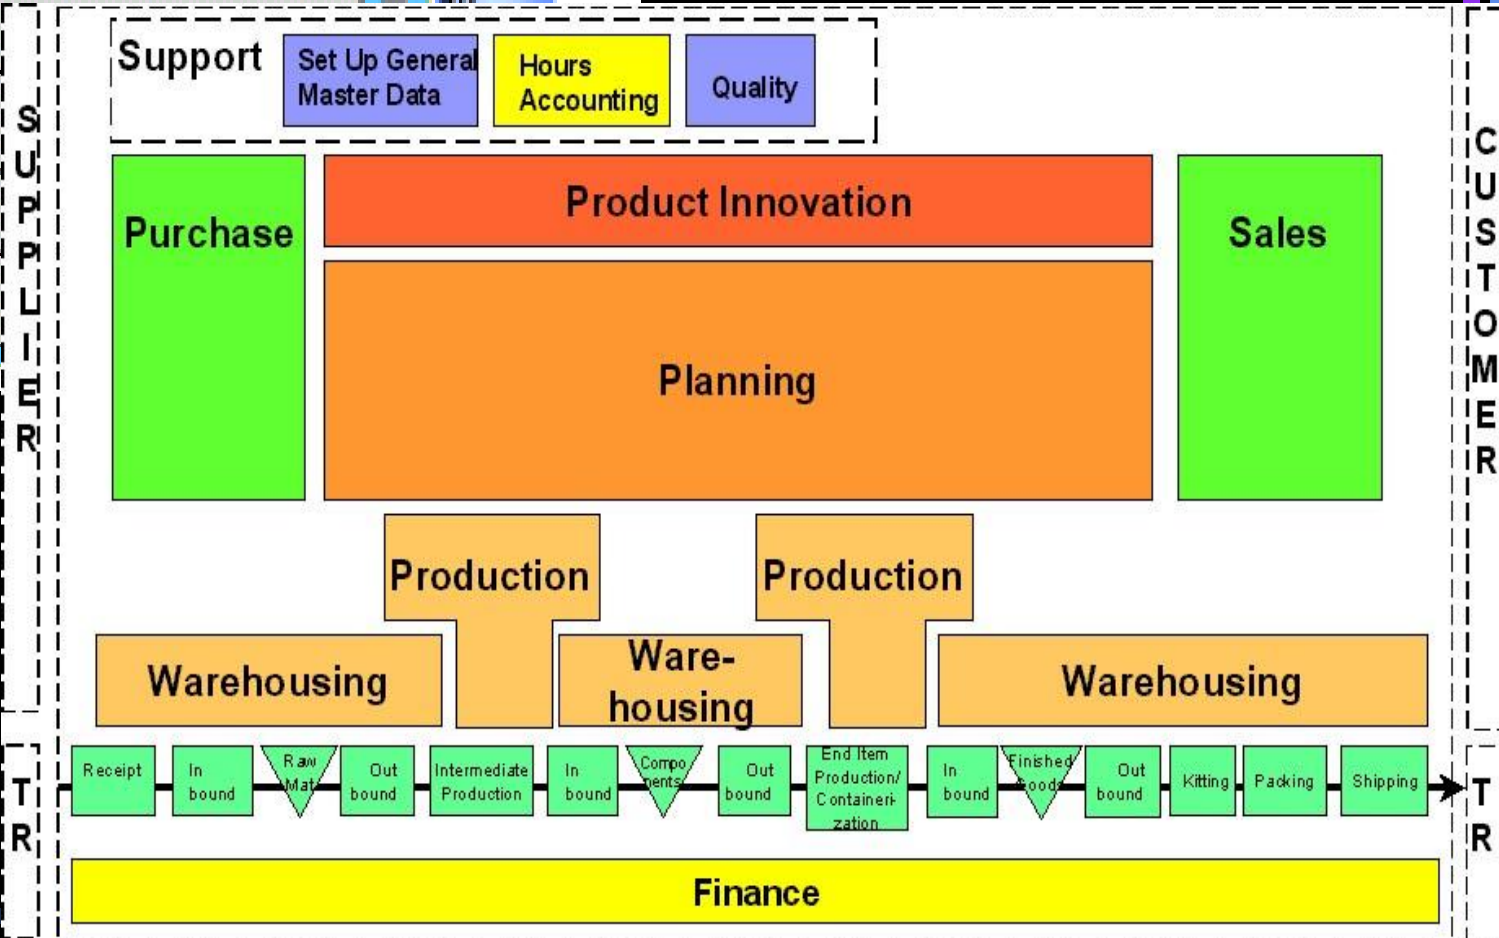 Support
Set Up General
Master Data
Hours
Accounting
Quality
SUPPLIER
CUSTOMER
Purchase
Product Innovation
Sales
Planning
Production
Production
Warehousing
Ware-
housing
Warehousing
Receipt
In
bound
Raw
Mat
Out
bound
Intermediate
Production
In
bound
Compo
nents
Out
bound
End Item
Production/
Containeri-
zation
In
bound
Finished
Goods
Out
bound
Kitting
Packing
Shipping
TR
TR
Finance